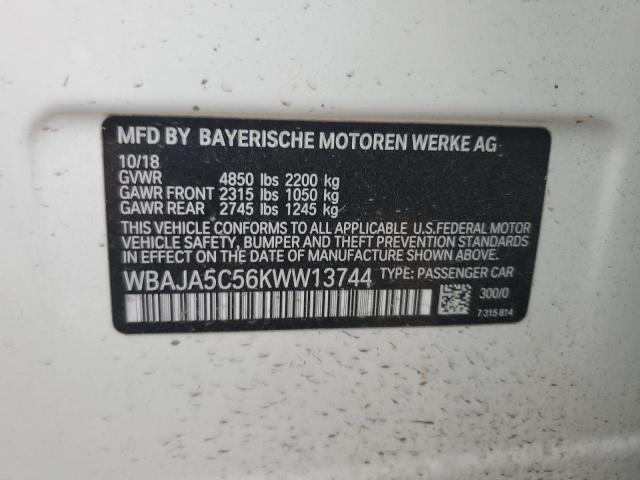 MFD BY BAYERISCHE MOTOREN WERKE AG
10/18
GVWR 4850 lbs 2200 kg
GAWR FRONT 2315 lbs 1050 kg
GAWR REAR 2745 lbs 1245 kg
THIS VEHICLE CONFORMS TO ALL APPLICABLE U.S.FEDERAL MOTOR
VEHICLE SAFETY, BUMPER AND THEFT PREVENTION STANDARDS
IN EFFECT ON THE DATE OF MANUFACTURE SHOWN ABOVE.
WBAJA5C56KWW13744 TYPE: PASSENGER CAR
300/0
7 315 814